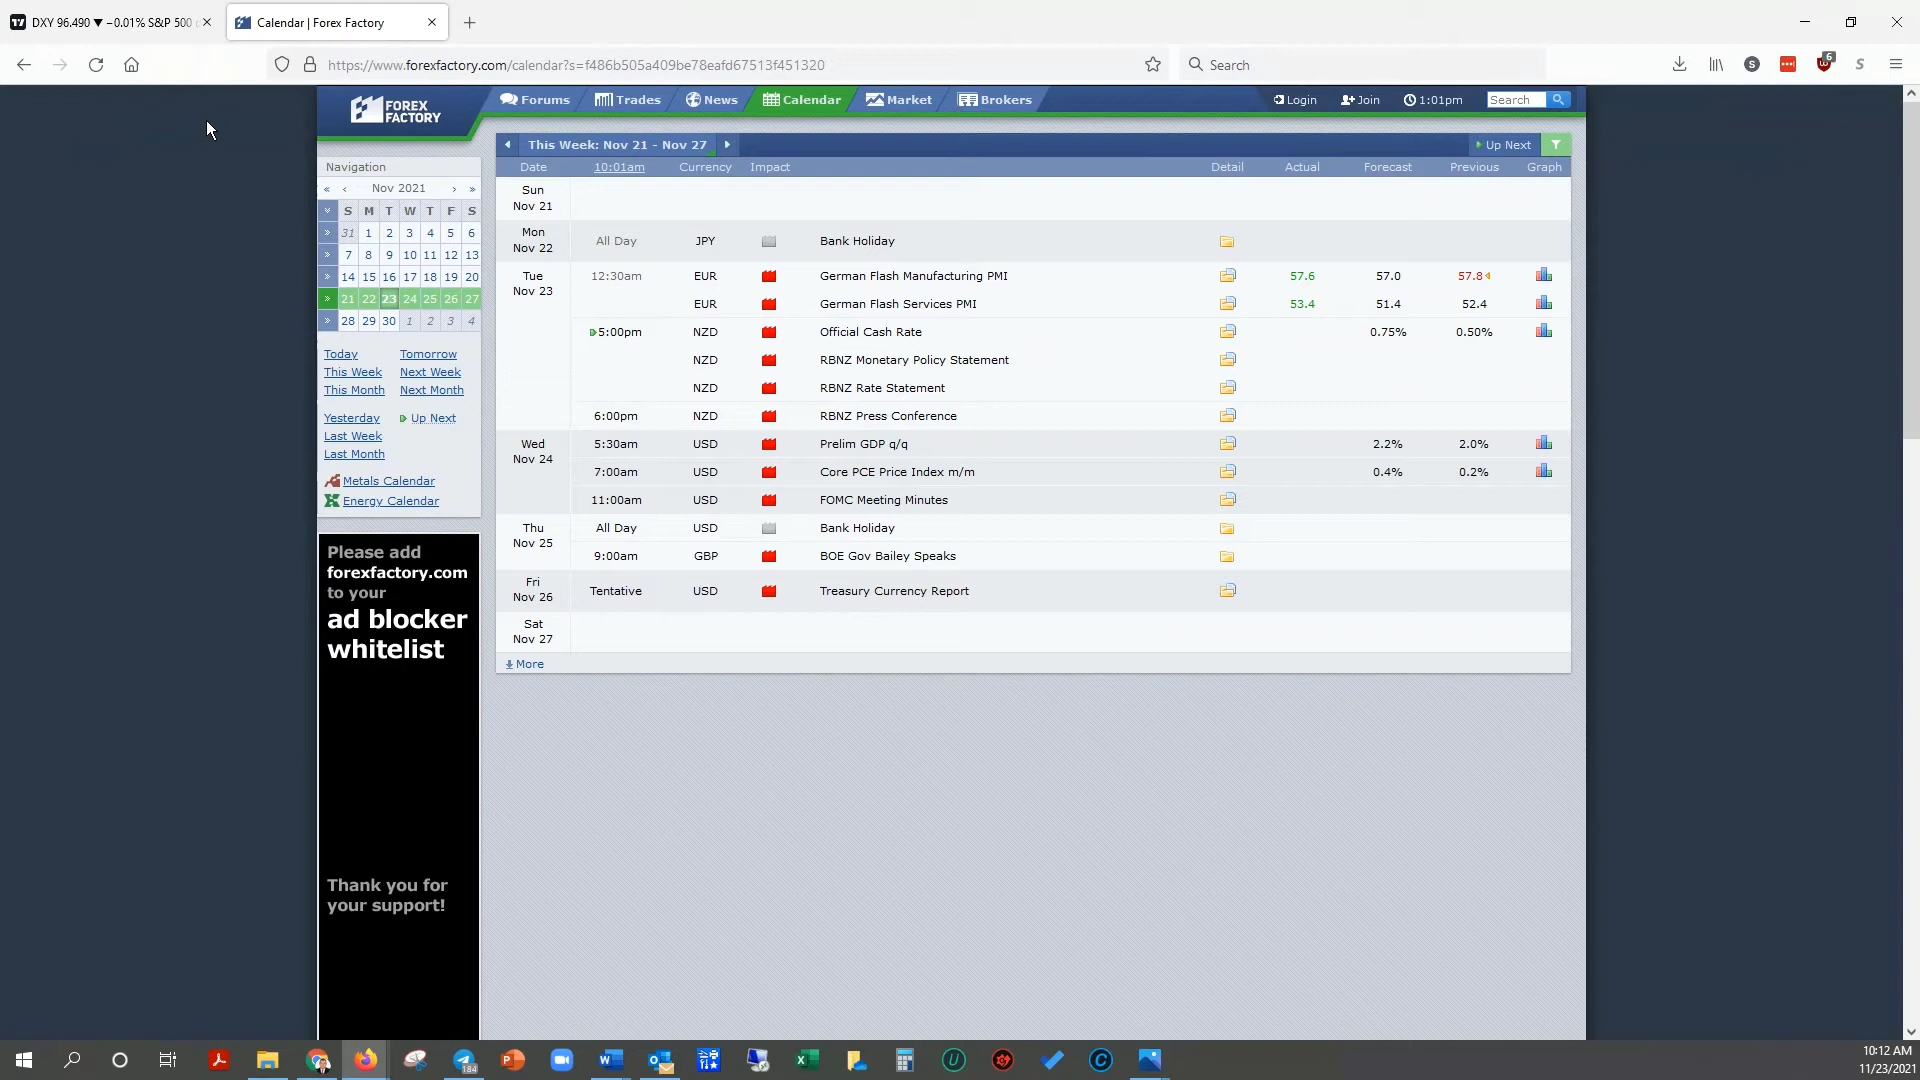 DXY 96.490 ▼ −0.01% S&P 500
Calendar | Forex Factory
https://www.forexfactory.com/calendar?s=f486b505a409be78eafd67513f451320
Search
6
FOREX FACTORY
Forums Trades News Calendar Market Brokers
Login Join 1:01pm Search
Navigation
« ‹ Nov 2021 › »
S M T W T F S
31 1 2 3 4 5 6
7 8 9 10 11 12 13
14 15 16 17 18 19 20
21 22 23 24 25 26 27
28 29 30 1 2 3 4
Today Tomorrow
This Week Next Week
This Month Next Month
Yesterday Up Next
Last Week
Last Month
Metals Calendar
Energy Calendar
Please add
forexfactory.com
to your
ad blocker
whitelist
Thank you for
your support!
This Week: Nov 21 - Nov 27 Up Next
Date 10:01am Currency Impact Detail Actual Forecast Previous Graph
Sun
Nov 21
Mon
Nov 22 All Day JPY Bank Holiday
Tue
Nov 23 12:30am EUR German Flash Manufacturing PMI 57.6 57.0 57.8
EUR German Flash Services PMI 53.4 51.4 52.4
5:00pm NZD Official Cash Rate 0.75% 0.50%
NZD RBNZ Monetary Policy Statement
NZD RBNZ Rate Statement
6:00pm NZD RBNZ Press Conference
Wed
Nov 24 5:30am USD Prelim GDP q/q 2.2% 2.0%
7:00am USD Core PCE Price Index m/m 0.4% 0.2%
11:00am USD FOMC Meeting Minutes
Thu
Nov 25 All Day USD Bank Holiday
9:00am GBP BOE Gov Bailey Speaks
Fri
Nov 26 Tentative USD Treasury Currency Report
Sat
Nov 27
More
184
10:12 AM
11/23/2021